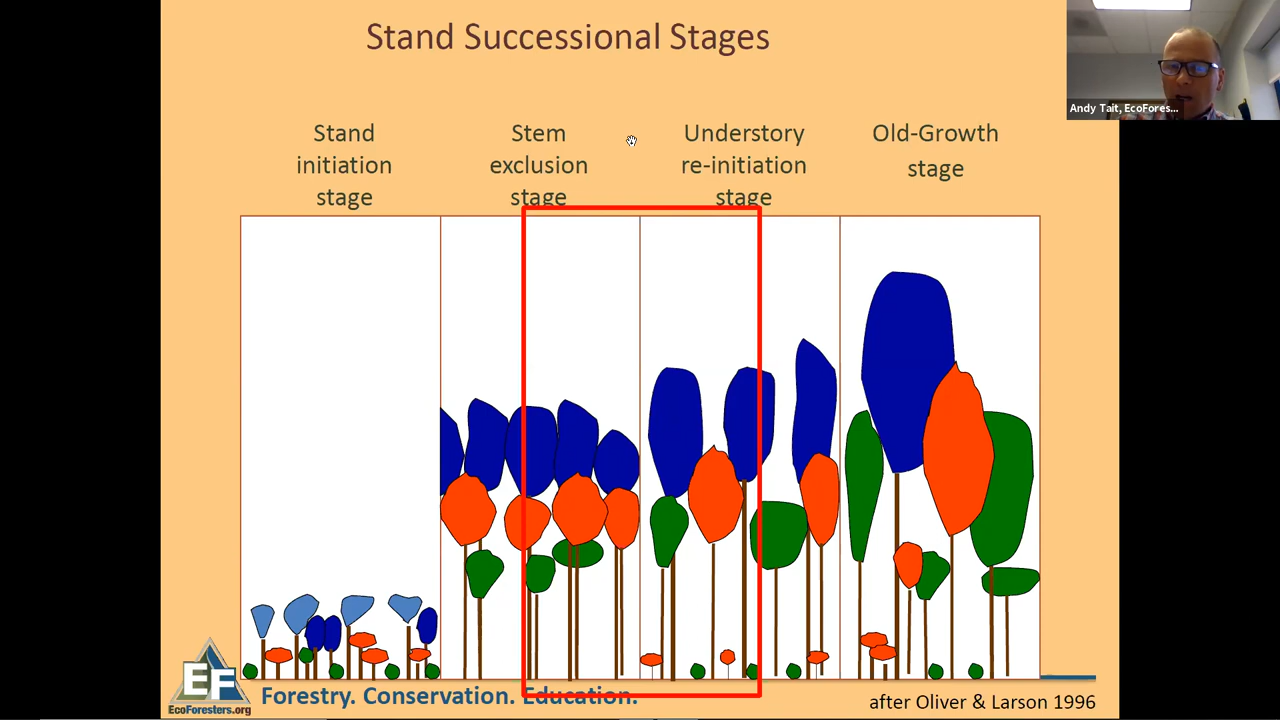 Stand Successional Stages
Andy Tait, EcoFores...
Stand
initiation
stage
Stem
exclusion
stage
Understory
re-initiation
stage
Old-Growth
stage
EF
EcoForesters.org
Forestry. Conservation. Education.
after Oliver & Larson 1996